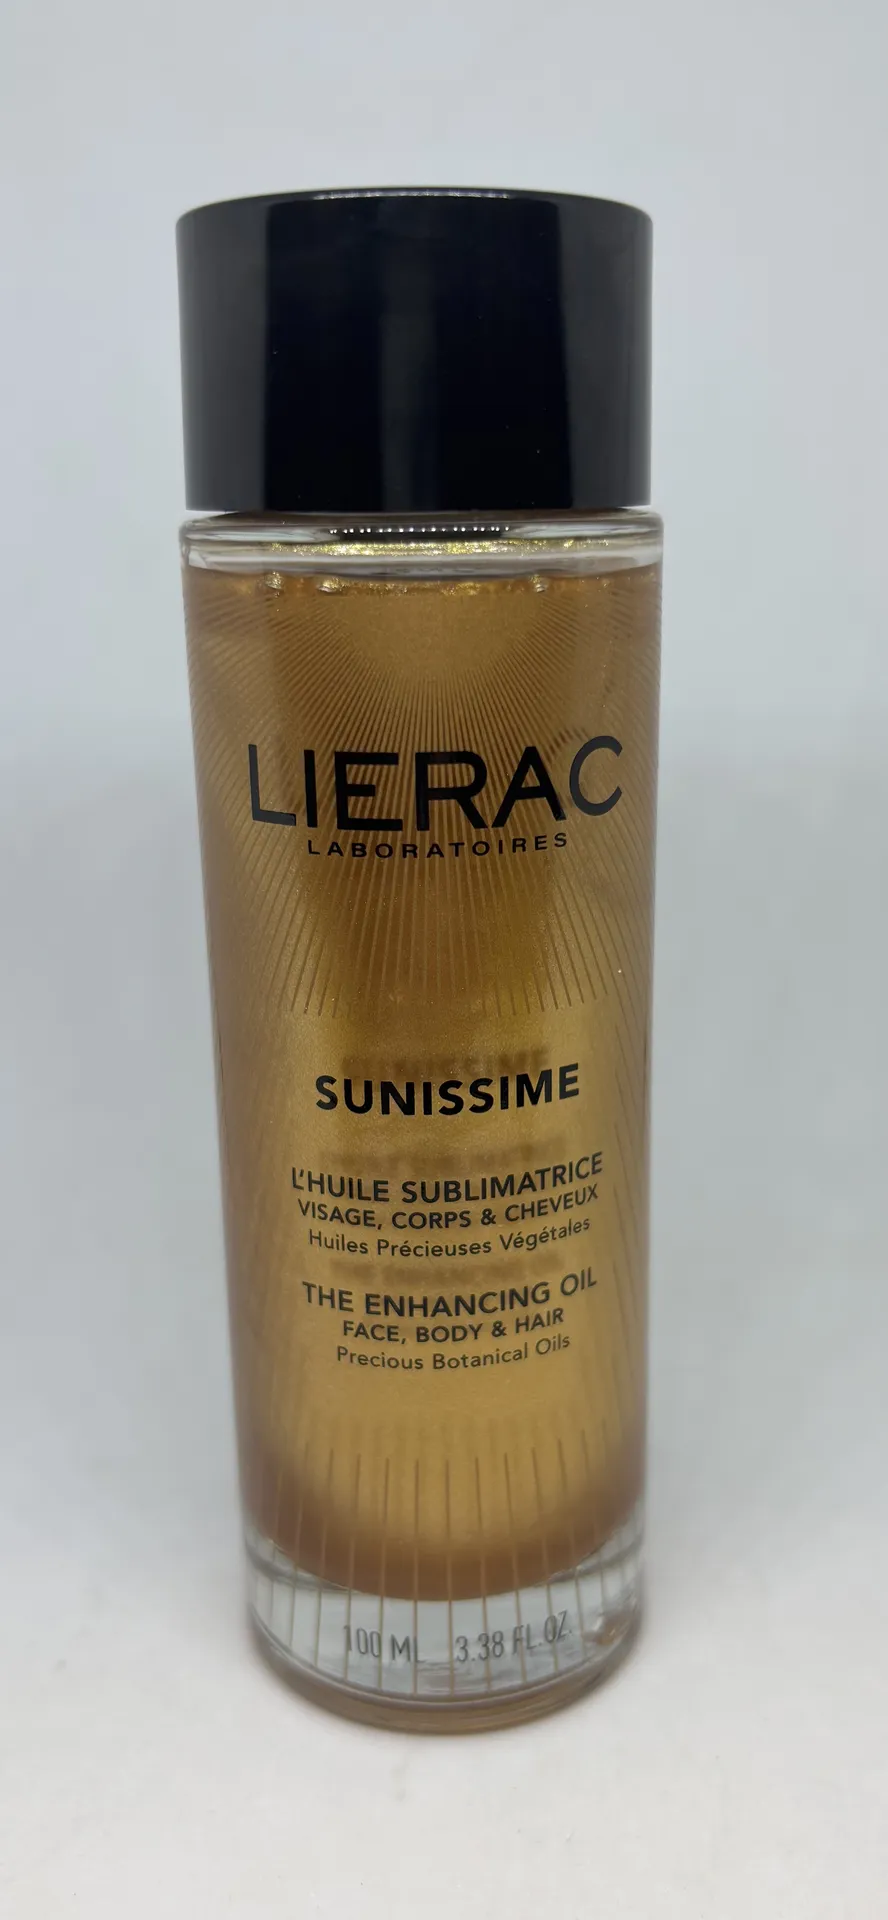 LIERAC
LABORATOIRES
SUNISSIME
L'HUILE SUBLIMATRICE
VISAGE, CORPS & CHEVEUX
Huiles Précieuses Végétales
THE ENHANCING OIL
FACE, BODY & HAIR
Precious Botanical Oils
100 ML 3.38 FL.OZ.